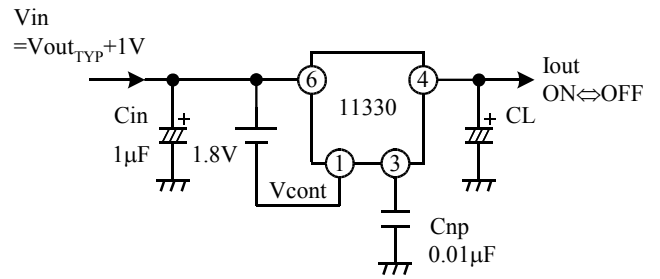 Vin
=VoutTYP+1V
6
4
Iout
ON⇔OFF
11330
Cin
+
+
CL
1μF
1.8V
1
3
Vcont
Cnp
0.01μF